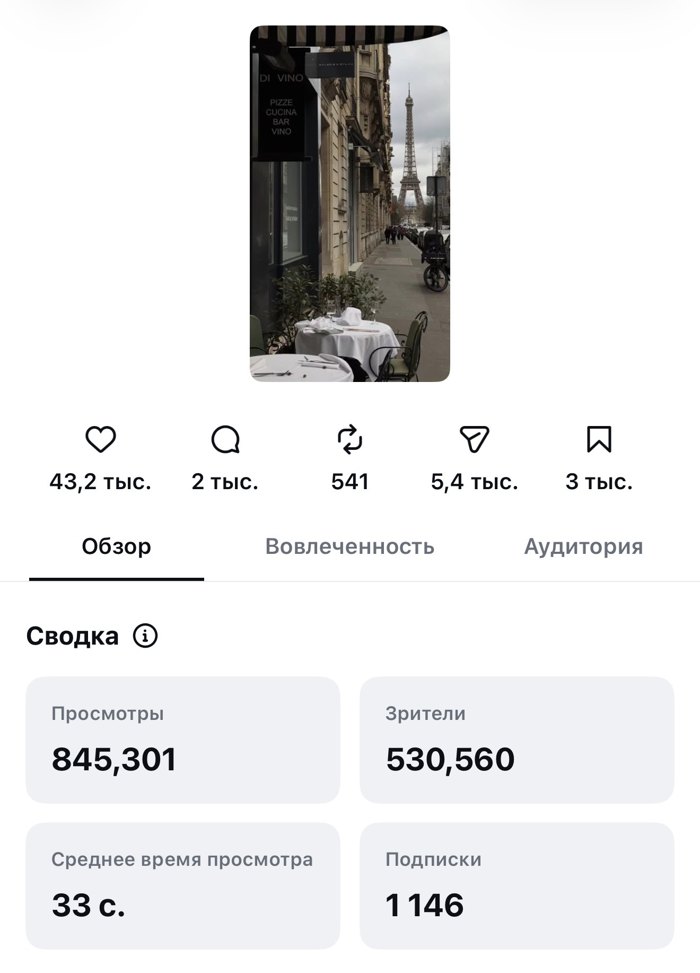 DI VINO
PIZZE
CUCINA
BAR
VINO
43,2 тыс.
2 тыс.
541
5,4 тыс.
3 тыс.
Обзор
Вовлеченность
Аудитория
Сводка
Просмотры
Зрители
845,301
530,560
Среднее время просмотра
Подписки
33 с.
1 146